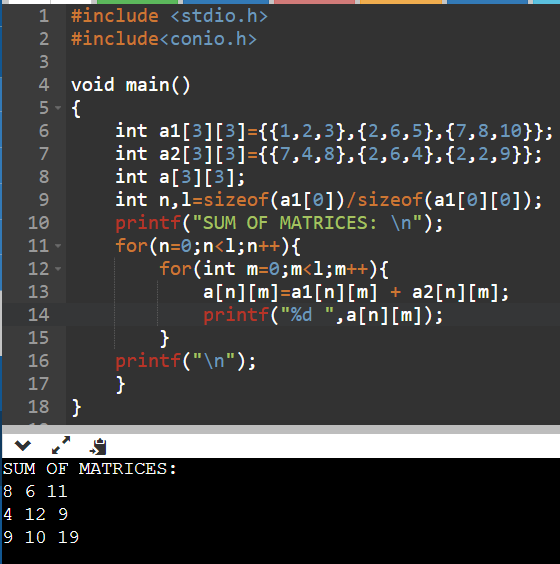 1 #include <stdio.h>
2 #include<conio.h>
3
4 void main()
5 {
6     int a1[3][3]={{1,2,3},{2,6,5},{7,8,10}};
7     int a2[3][3]={{7,4,8},{2,6,4},{2,2,9}};
8     int a[3][3];
9     int n,l=sizeof(a1[0])/sizeof(a1[0][0]);
10     printf("SUM OF MATRICES: \n");
11     for(n=0;n<l;n++){
12         for(int m=0;m<l;m++){
13             a[n][m]=a1[n][m] + a2[n][m];
14             printf("%d ",a[n][m]);
15         }
16     printf("\n");
17     }
18 }
SUM OF MATRICES:
8 6 11
4 12 9
9 10 19